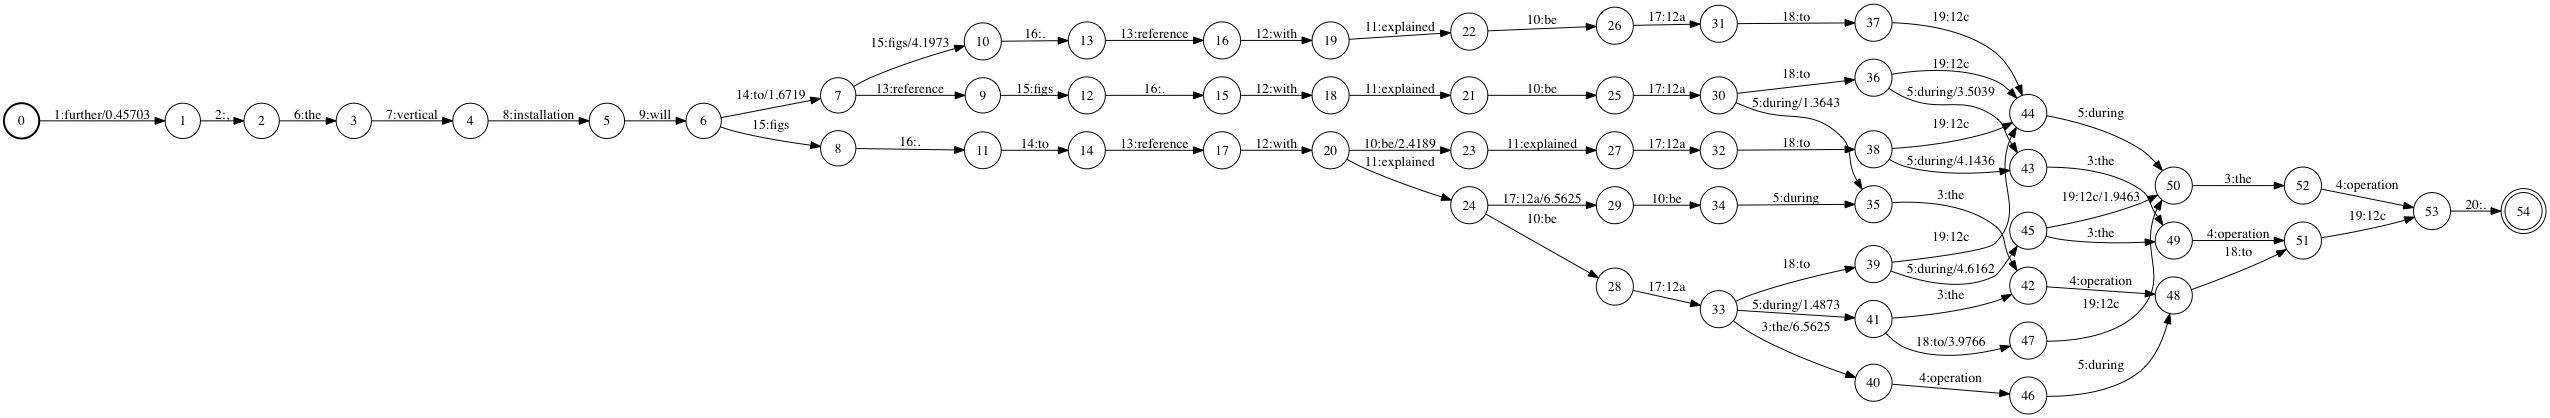 0 1:further/0.45703 1 2:. 2 6:the 3 7:vertical 4 8:installation 5 9:will 6
14:to/1.6719 7 15:figs/4.1973 10 16:. 13 13:reference 16 12:with 19 11:explained 22 10:be 26 17:12a 31 18:to 37 19:12c
13:reference 9 15:figs 12 16:. 15 12:with 18 11:explained 21 10:be 25 17:12a 30 18:to 36 19:12c 44 5:during
5:during/1.3643 5:during/3.5039
15:figs 8 16:. 11 14:to 14 13:reference 17 12:with 20 10:be/2.4189 23 11:explained 27 17:12a 32 18:to 38 19:12c
5:during/4.1436 43 3:the
11:explained 24 17:12a/6.5625 29 10:be 34 5:during 35 3:the
19:12c/1.9463 50 3:the 52 4:operation 53 20:. 54
10:be 28 17:12a 33 18:to 39 19:12c 45 3:the 49 4:operation 51 19:12c
5:during/4.6162 18:to
5:during/1.4873 41 3:the 42 4:operation 48
3:the/6.5625 18:to/3.9766 47 19:12c
40 4:operation 46 5:during